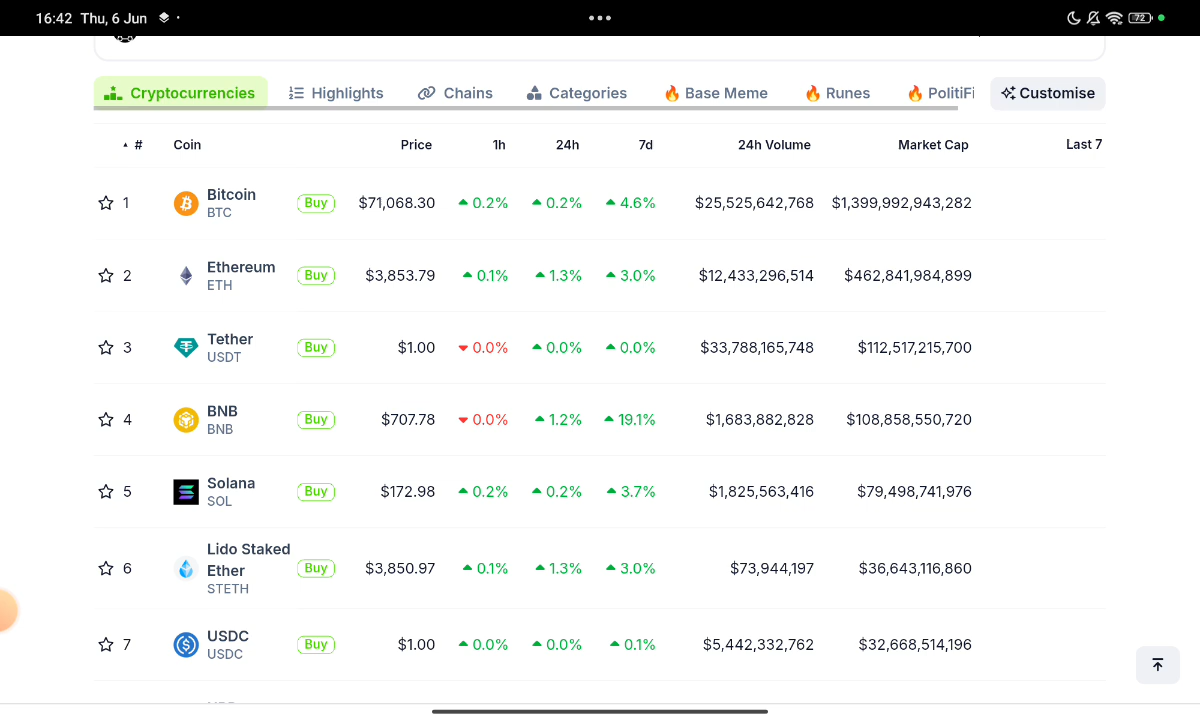 16:42 Thu, 6 Jun 72
Cryptocurrencies Highlights Chains Categories Base Meme Runes PolitiFi Customise
# Coin Price 1h 24h 7d 24h Volume Market Cap Last 7
1 Bitcoin BTC Buy $71,068.30 0.2% 0.2% 4.6% $25,525,642,768 $1,399,992,943,282
2 Ethereum ETH Buy $3,853.79 0.1% 1.3% 3.0% $12,433,296,514 $462,841,984,899
3 Tether USDT Buy $1.00 0.0% 0.0% 0.0% $33,788,165,748 $112,517,215,700
4 BNB BNB Buy $707.78 0.0% 1.2% 19.1% $1,683,882,828 $108,858,550,720
5 Solana SOL Buy $172.98 0.2% 0.2% 3.7% $1,825,563,416 $79,498,741,976
6 Lido Staked Ether STETH Buy $3,850.97 0.1% 1.3% 3.0% $73,944,197 $36,643,116,860
7 USDC USDC Buy $1.00 0.0% 0.0% 0.1% $5,442,332,762 $32,668,514,196